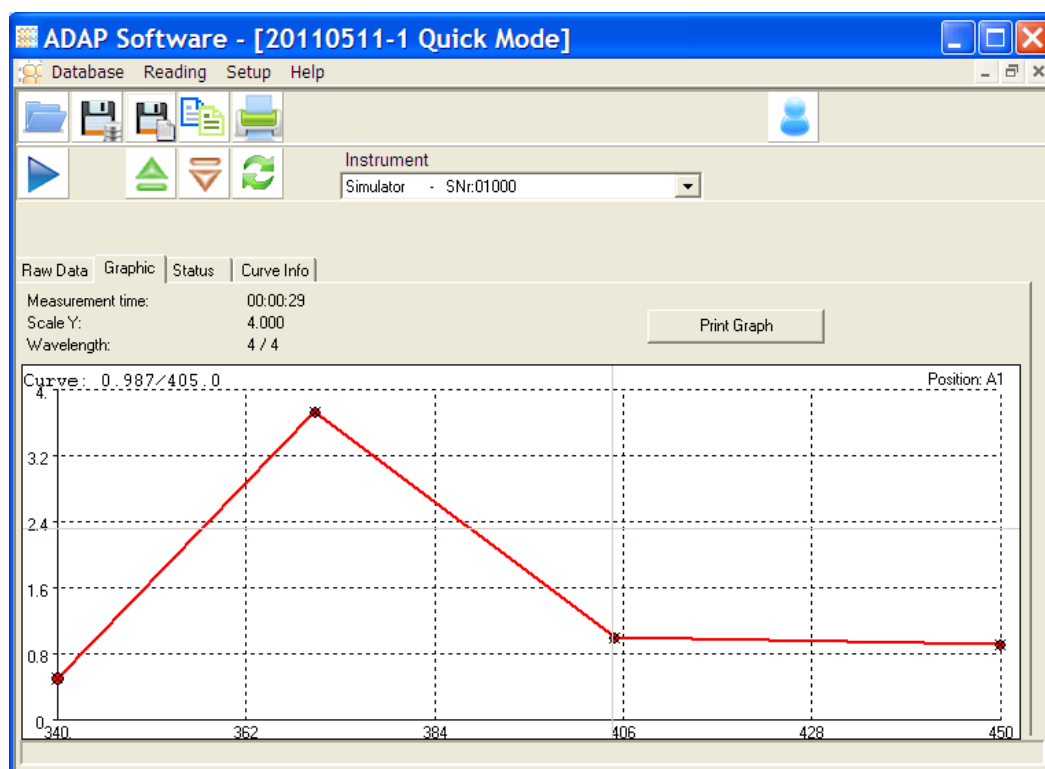 ADAP Software - [20110511-1 Quick Mode]
Database Reading Setup Help
Instrument
Simulator - SNr:01000
Raw Data Graphic Status Curve Info
Measurement time: 00:00:29
Scale Y: 4.000
Wavelength: 4 / 4
Print Graph
Curve: 0.987/405.0 Position: A1
4.
3.2
2.4
1.6
0.8
0.
340. 362 384 406 428 450